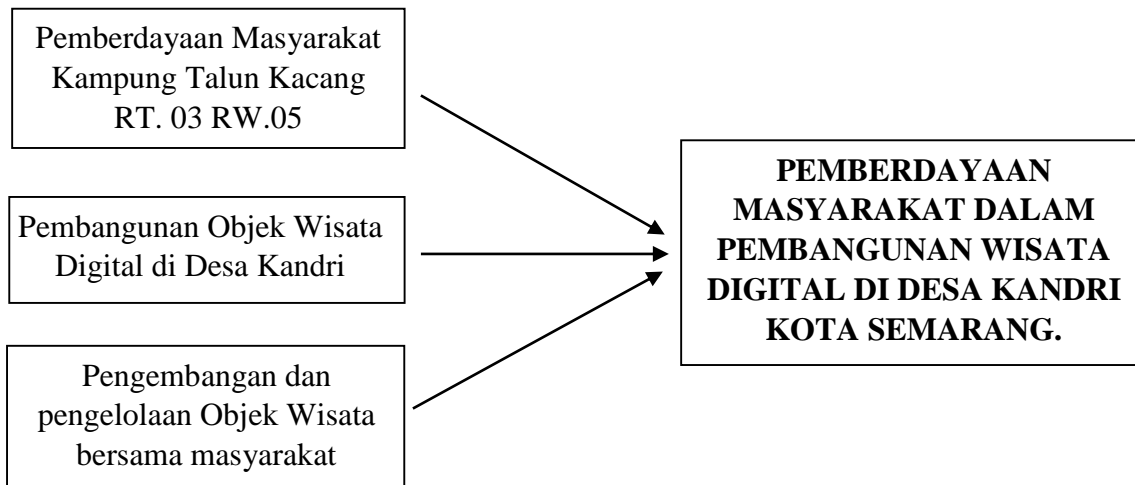 Pemberdayaan Masyarakat
Kampung Talun Kacang
RT. 03 RW.05
Pembangunan Objek Wisata
Digital di Desa Kandri
Pengembangan dan
pengelolaan Objek Wisata
bersama masyarakat
PEMBERDAYAAN
MASYARAKAT DALAM
PEMBANGUNAN WISATA
DIGITAL DI DESA KANDRI
KOTA SEMARANG.